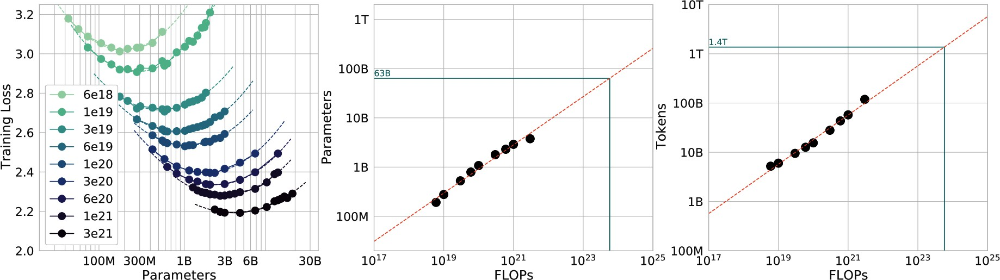 Training Loss
3.2
3.0
2.8
2.6
2.4
2.2
2.0
6e18
1e19
3e19
6e19
1e20
3e20
6e20
1e21
3e21
100M 300M 1B 3B 6B 30B
Parameters
Parameters
1T
100B
10B
1B
100M
63B
10^17 10^19 10^21 10^23 10^25
FLOPs
Tokens
10T
1T
100B
10B
1B
100M
1.4T
10^17 10^19 10^21 10^23 10^25
FLOPs